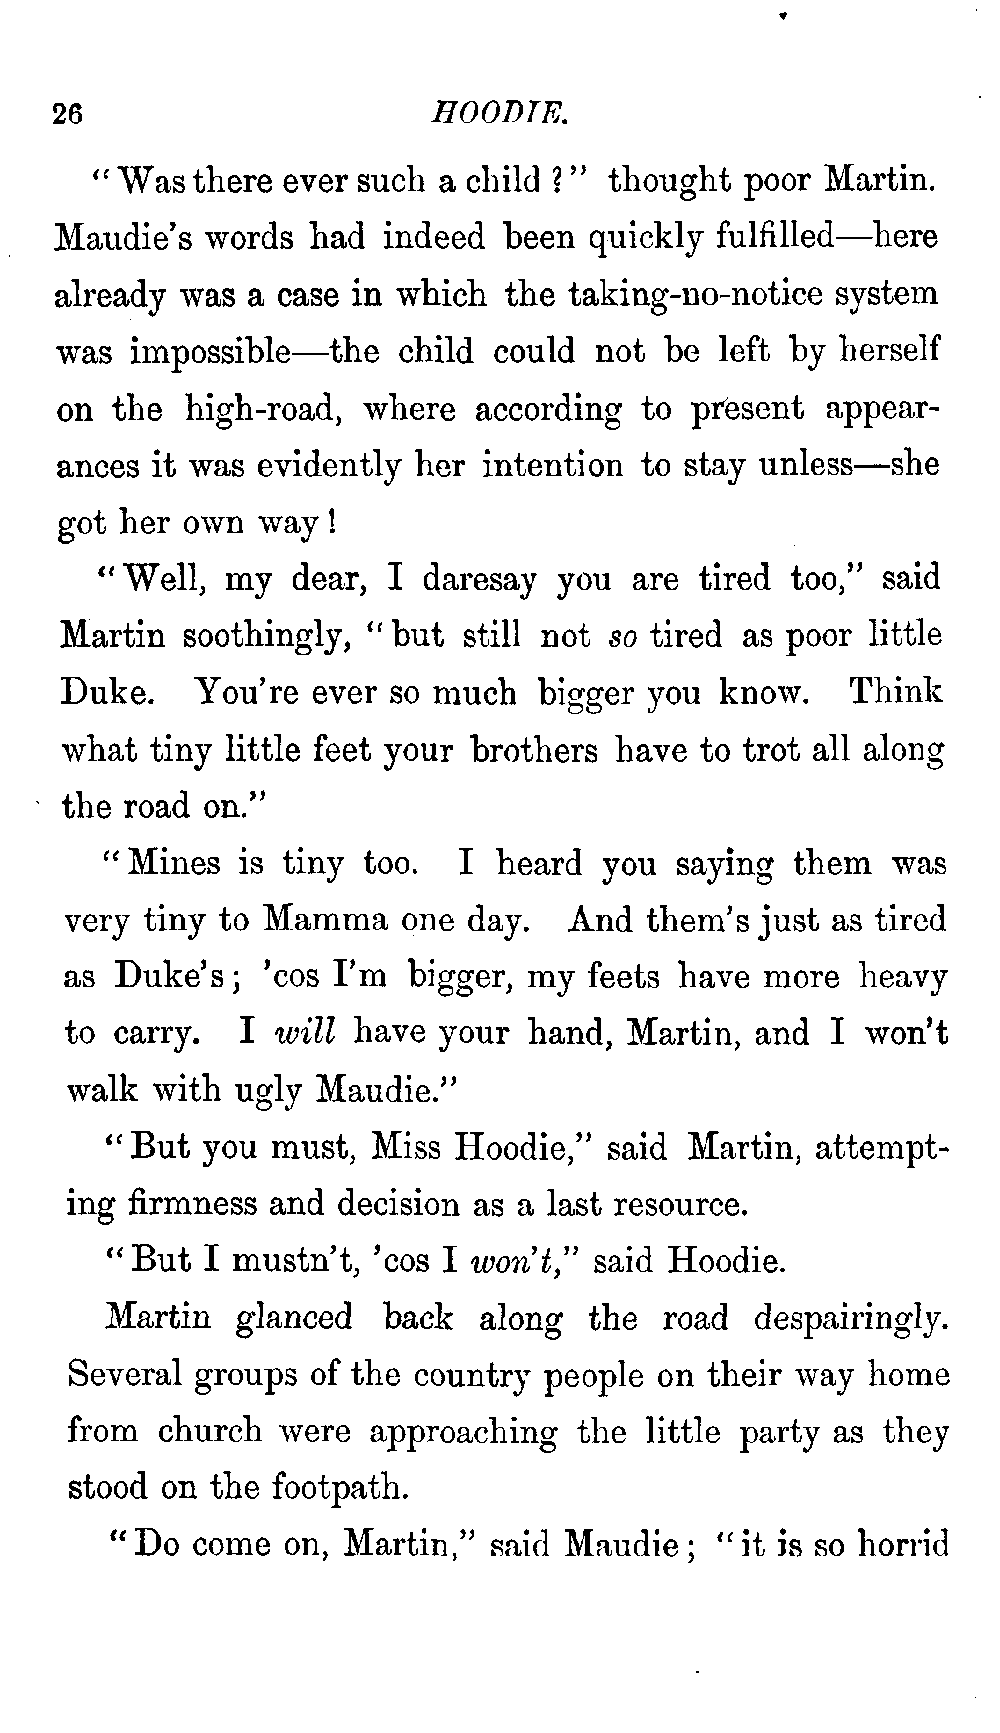 26 HOODIE.
“Was there ever such a child?” thought poor Martin.
Maudie’s words had indeed been quickly fulfilled—here
already was a case in which the taking-no-notice system
was impossible—the child could not be left by herself
on the high-road, where according to present appear-
ances it was evidently her intention to stay unless—she
got her own way!
“Well, my dear, I daresay you are tired too,” said
Martin soothingly, “but still not so tired as poor little
Duke. You’re ever so much bigger you know. Think
what tiny little feet your brothers have to trot all along
the road on.”
“Mines is tiny too. I heard you saying them was
very tiny to Mamma one day. And them’s just as tired
as Duke’s; ’cos I’m bigger, my feets have more heavy
to carry. I will have your hand, Martin, and I won’t
walk with ugly Maudie.”
“But you must, Miss Hoodie,” said Martin, attempt-
ing firmness and decision as a last resource.
“But I mustn’t, ’cos I won’t,” said Hoodie.
Martin glanced back along the road despairingly.
Several groups of the country people on their way home
from church were approaching the little party as they
stood on the footpath.
“Do come on, Martin,” said Maudie; “it is so horrid